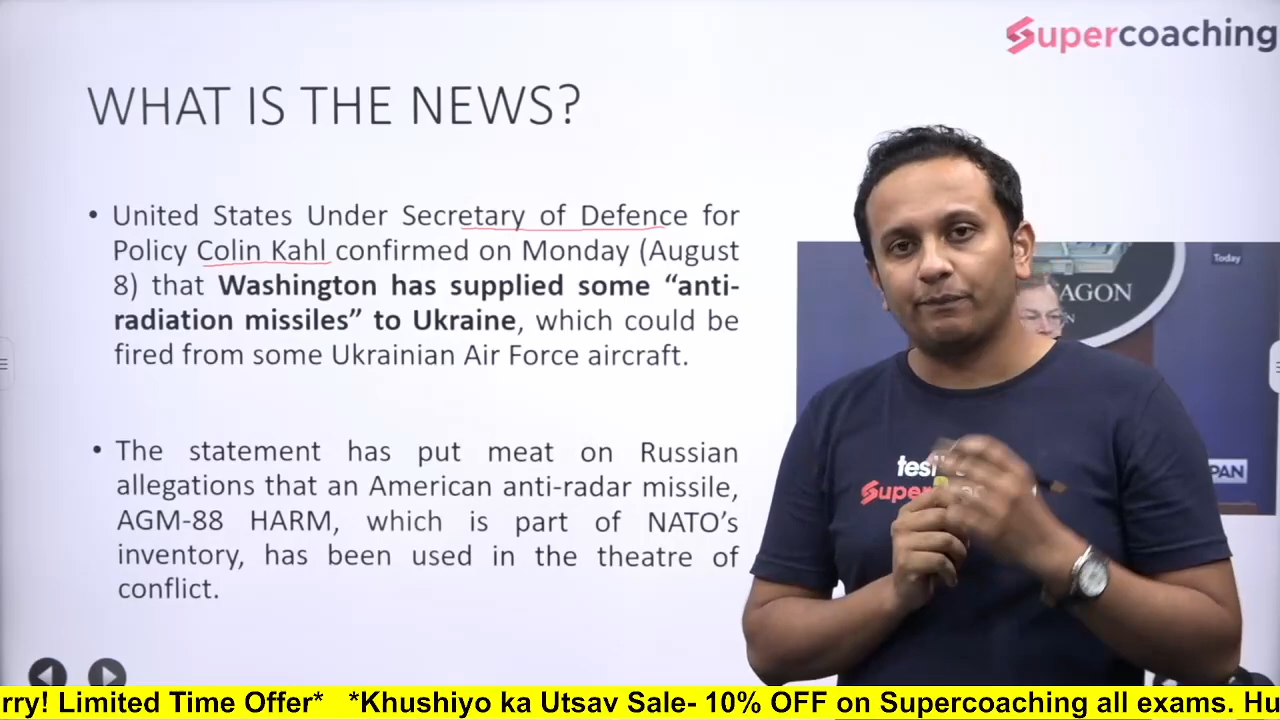 Supercoaching
WHAT IS THE NEWS?
• United States Under Secretary of Defence for
Policy Colin Kahl confirmed on Monday (August
8) that Washington has supplied some “anti-
radiation missiles” to Ukraine, which could be
fired from some Ukrainian Air Force aircraft.
• The statement has put meat on Russian
allegations that an American anti-radar missile,
AGM-88 HARM, which is part of NATO’s
inventory, has been used in the theatre of
conflict.
Today
AGON
PAN
Super
rry! Limited Time Offer* *Khushiyo ka Utsav Sale- 10% OFF on Supercoaching all exams. Hu